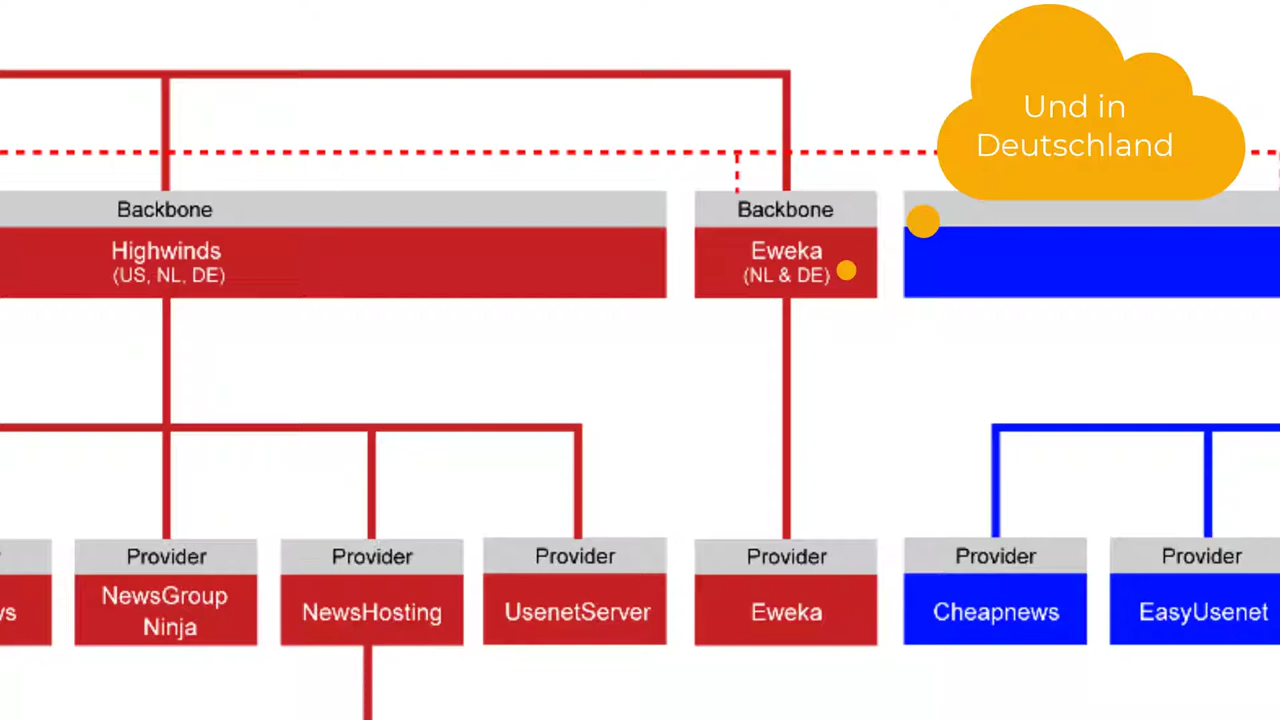 Und in
Deutschland
Backbone
Highwinds
(US, NL, DE)
Backbone
Eweka
(NL & DE)
Provider
NewsGroup
Ninja
Provider
NewsHosting
Provider
UsenetServer
Provider
Eweka
Provider
Cheapnews
Provider
EasyUsenet